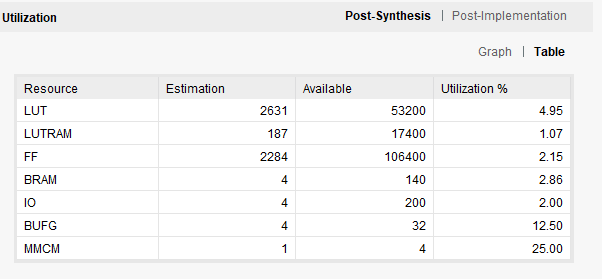 Utilization Post-Synthesis | Post-Implementation
Graph | Table
Resource Estimation Available Utilization %
LUT 2631 53200 4.95
LUTRAM 187 17400 1.07
FF 2284 106400 2.15
BRAM 4 140 2.86
IO 4 200 2.00
BUFG 4 32 12.50
MMCM 1 4 25.00